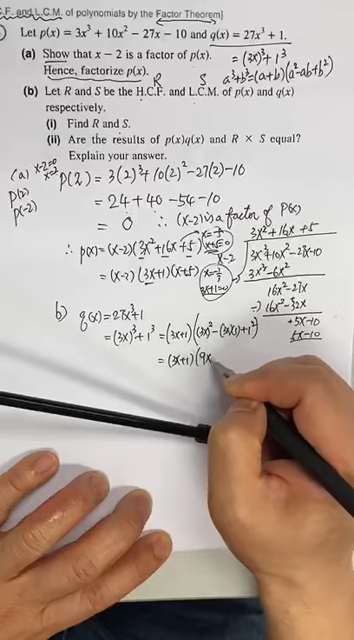 C.F. and L.C.M. of polynomials by the Factor Theorem]
Let p(x) = 3x³ + 10x² − 27x − 10 and q(x) = 27x³ + 1.
= (3x)³ + 1³
(a) Show that x − 2 is a factor of p(x).
Hence, factorize p(x).
a³+b³=(a+b)(a²-ab+b²)
R S
(b) Let R and S be the H.C.F. and L.C.M. of p(x) and q(x)
respectively.
(i) Find R and S.
(ii) Are the results of p(x)q(x) and R × S equal?
Explain your answer.
(a) x-2=0
x=2
P(2)
p(-2)
P(2) = 3(2)³+10(2)²-27(2)-10
= 24+40-54-10
= 0 ∴ (x-2) is a factor of P(x)
∴ p(x)=(x-2)(3x²+16x+5)
x+5=0
= (x-2)(3x+1)(x+5)
3x+1=0
3x²+16x+5
x-2
3x³+10x²-27x-10
3x³-6x²
16x²-27x
-) 16x²-32x
+5x-10
5x-10
b) q(x)=27x³+1
=(3x)³+1³ =(3x+1)((3x)²-(3x)(1)+1²)
=(3x+1)(9x